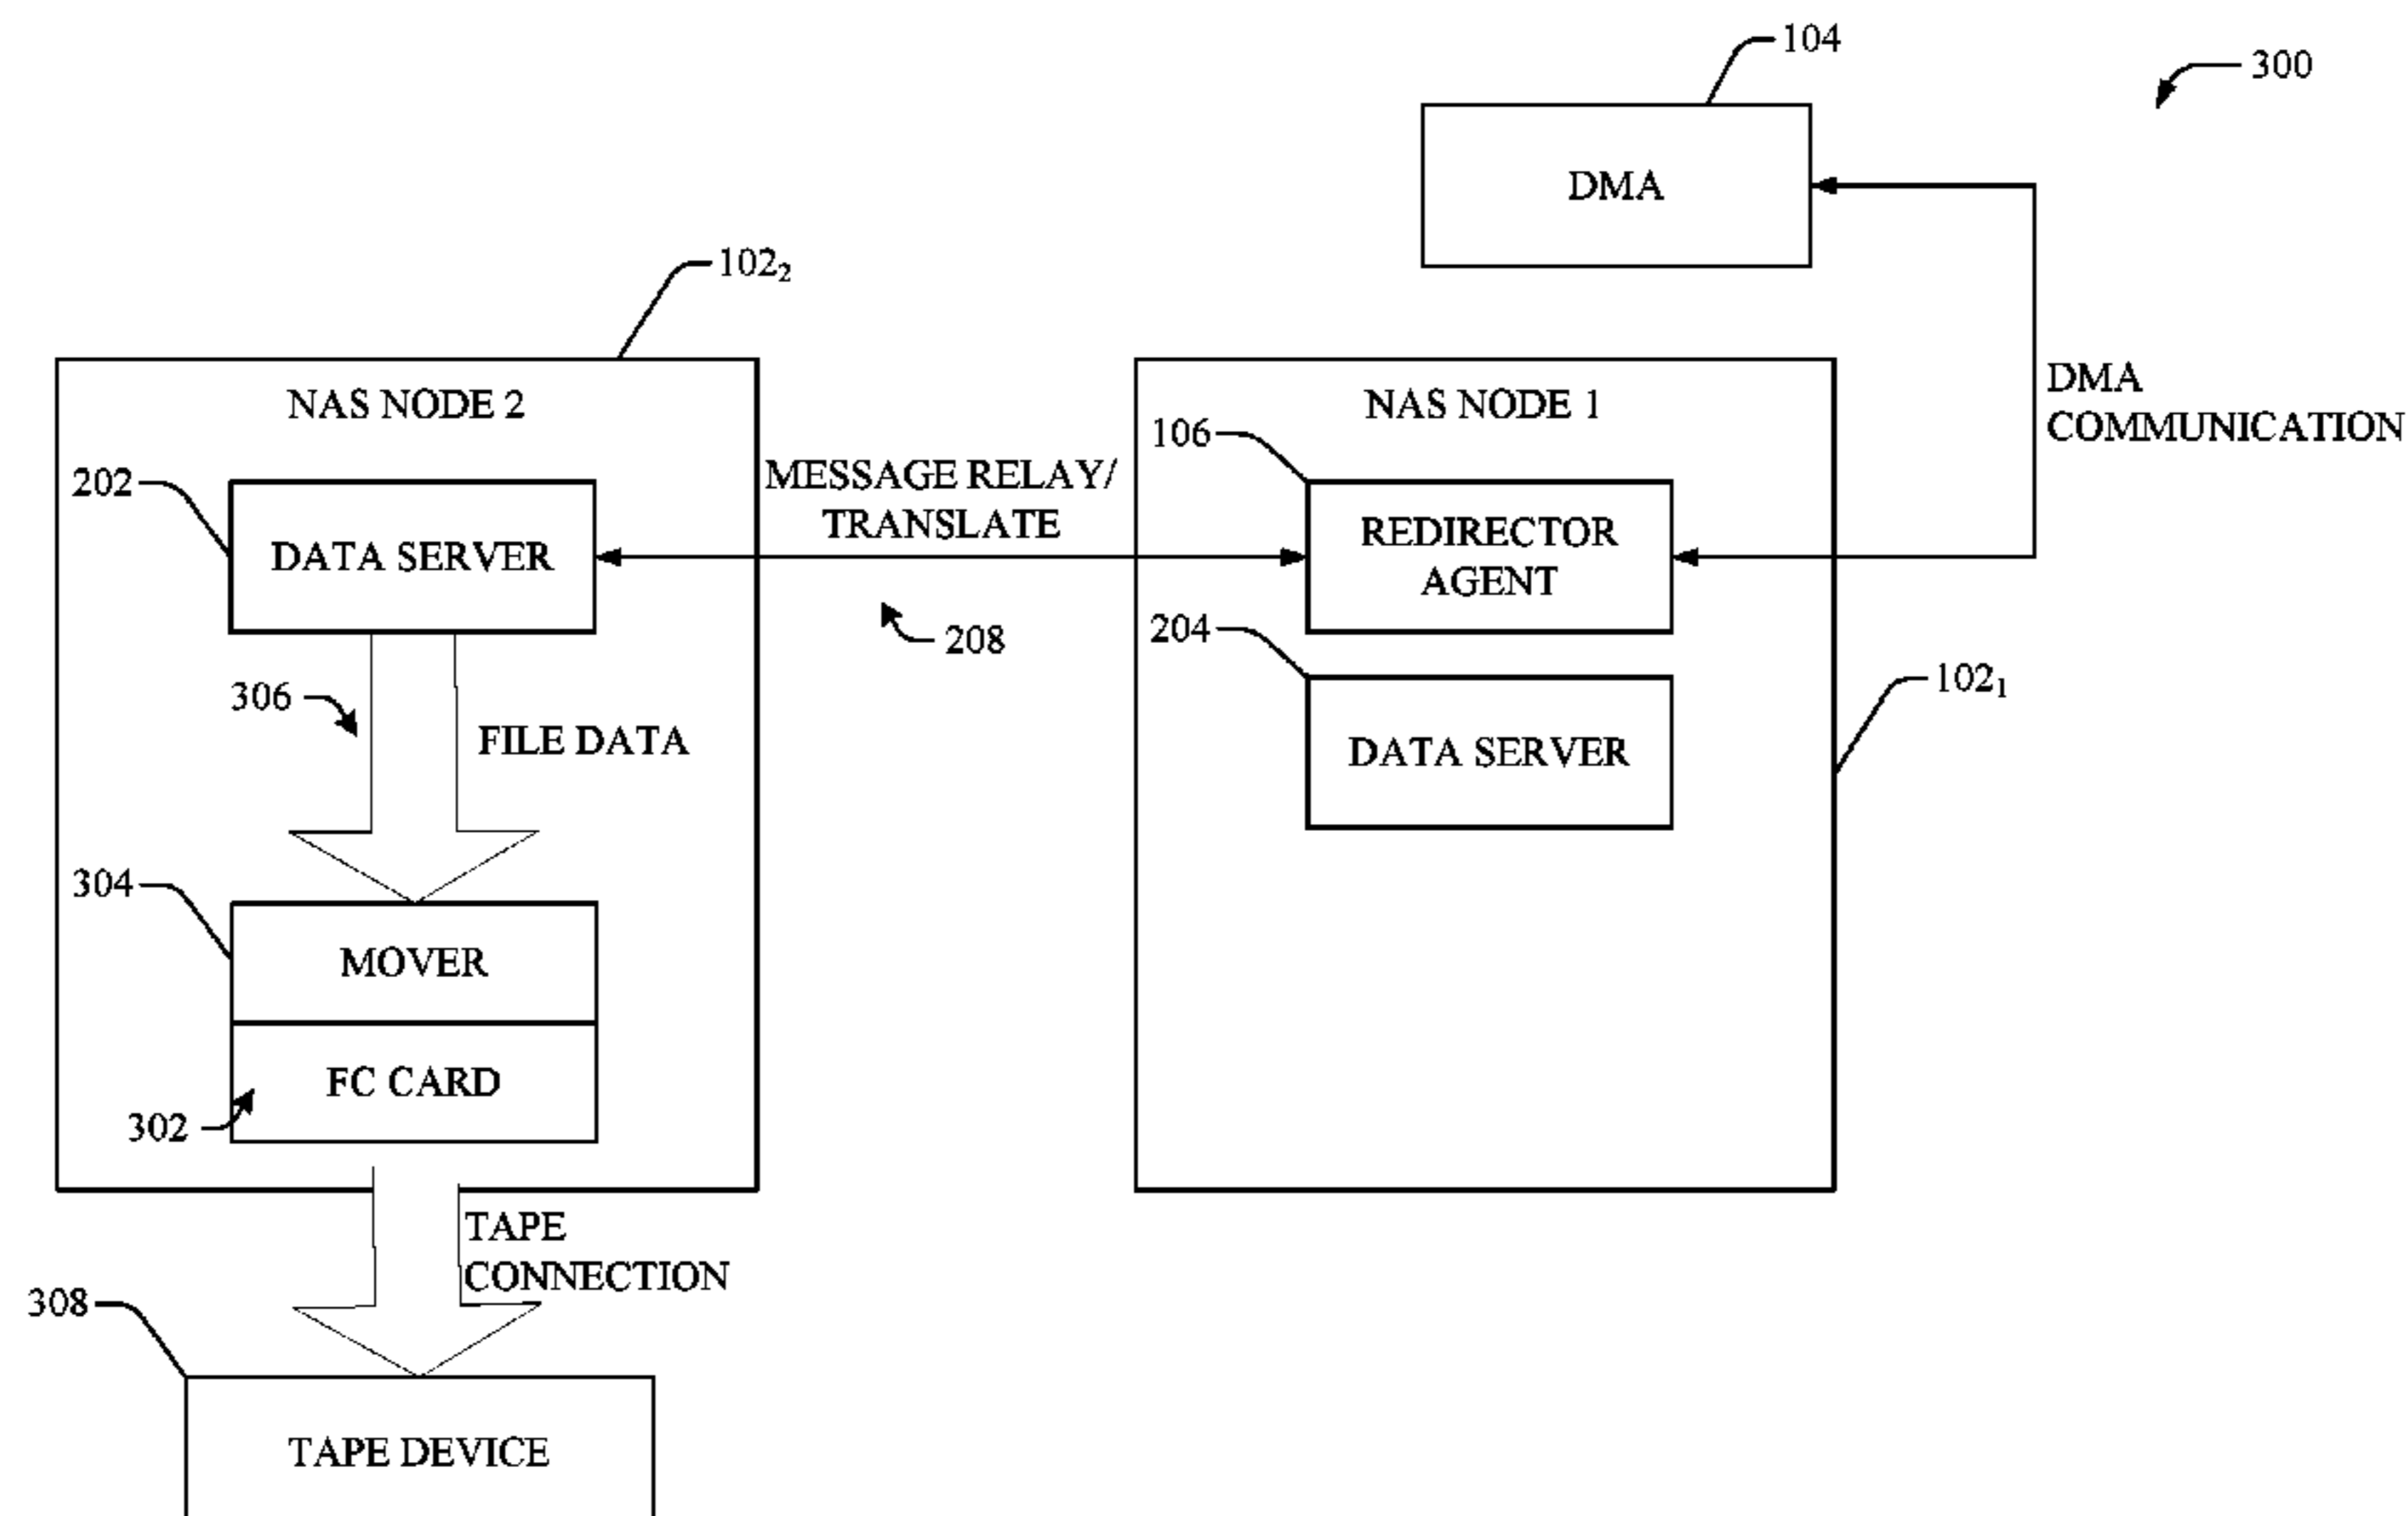 104
300
DMA
102₂
DMA
COMMUNICATION
NAS NODE 2
NAS NODE 1
106
202
MESSAGE RELAY/
TRANSLATE
DATA SERVER
REDIRECTOR
AGENT
208
204
306
FILE DATA
DATA SERVER
102₁
304
MOVER
FC CARD
302
TAPE
CONNECTION
308
TAPE DEVICE